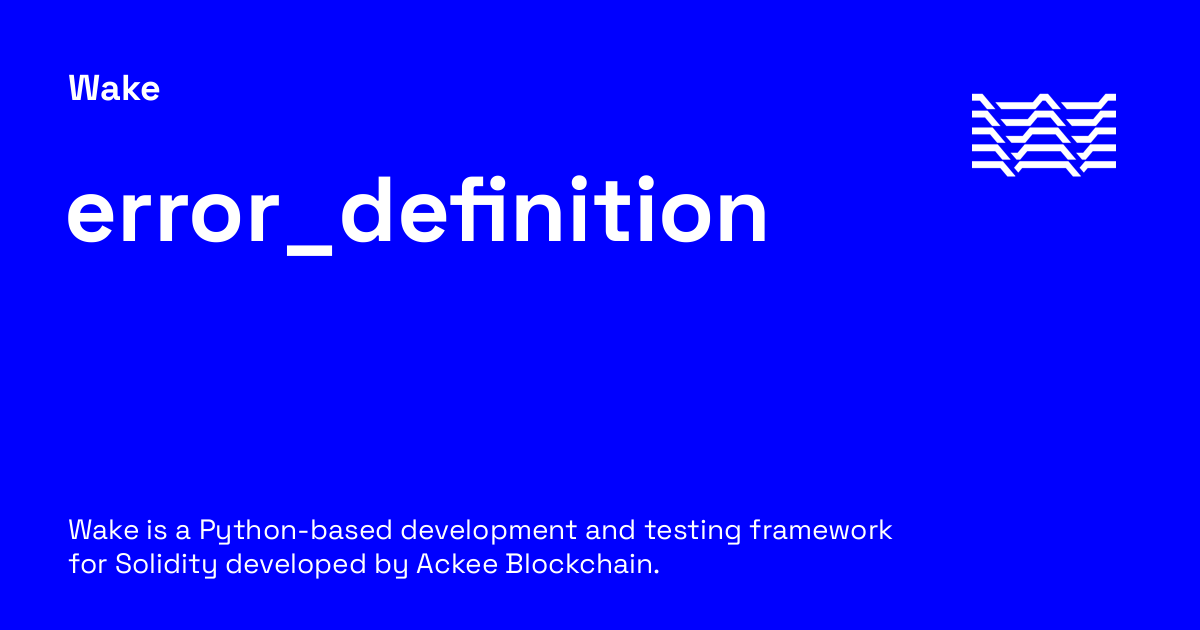 Wake
error_definition
Wake is a Python-based development and testing framework
for Solidity developed by Ackee Blockchain.